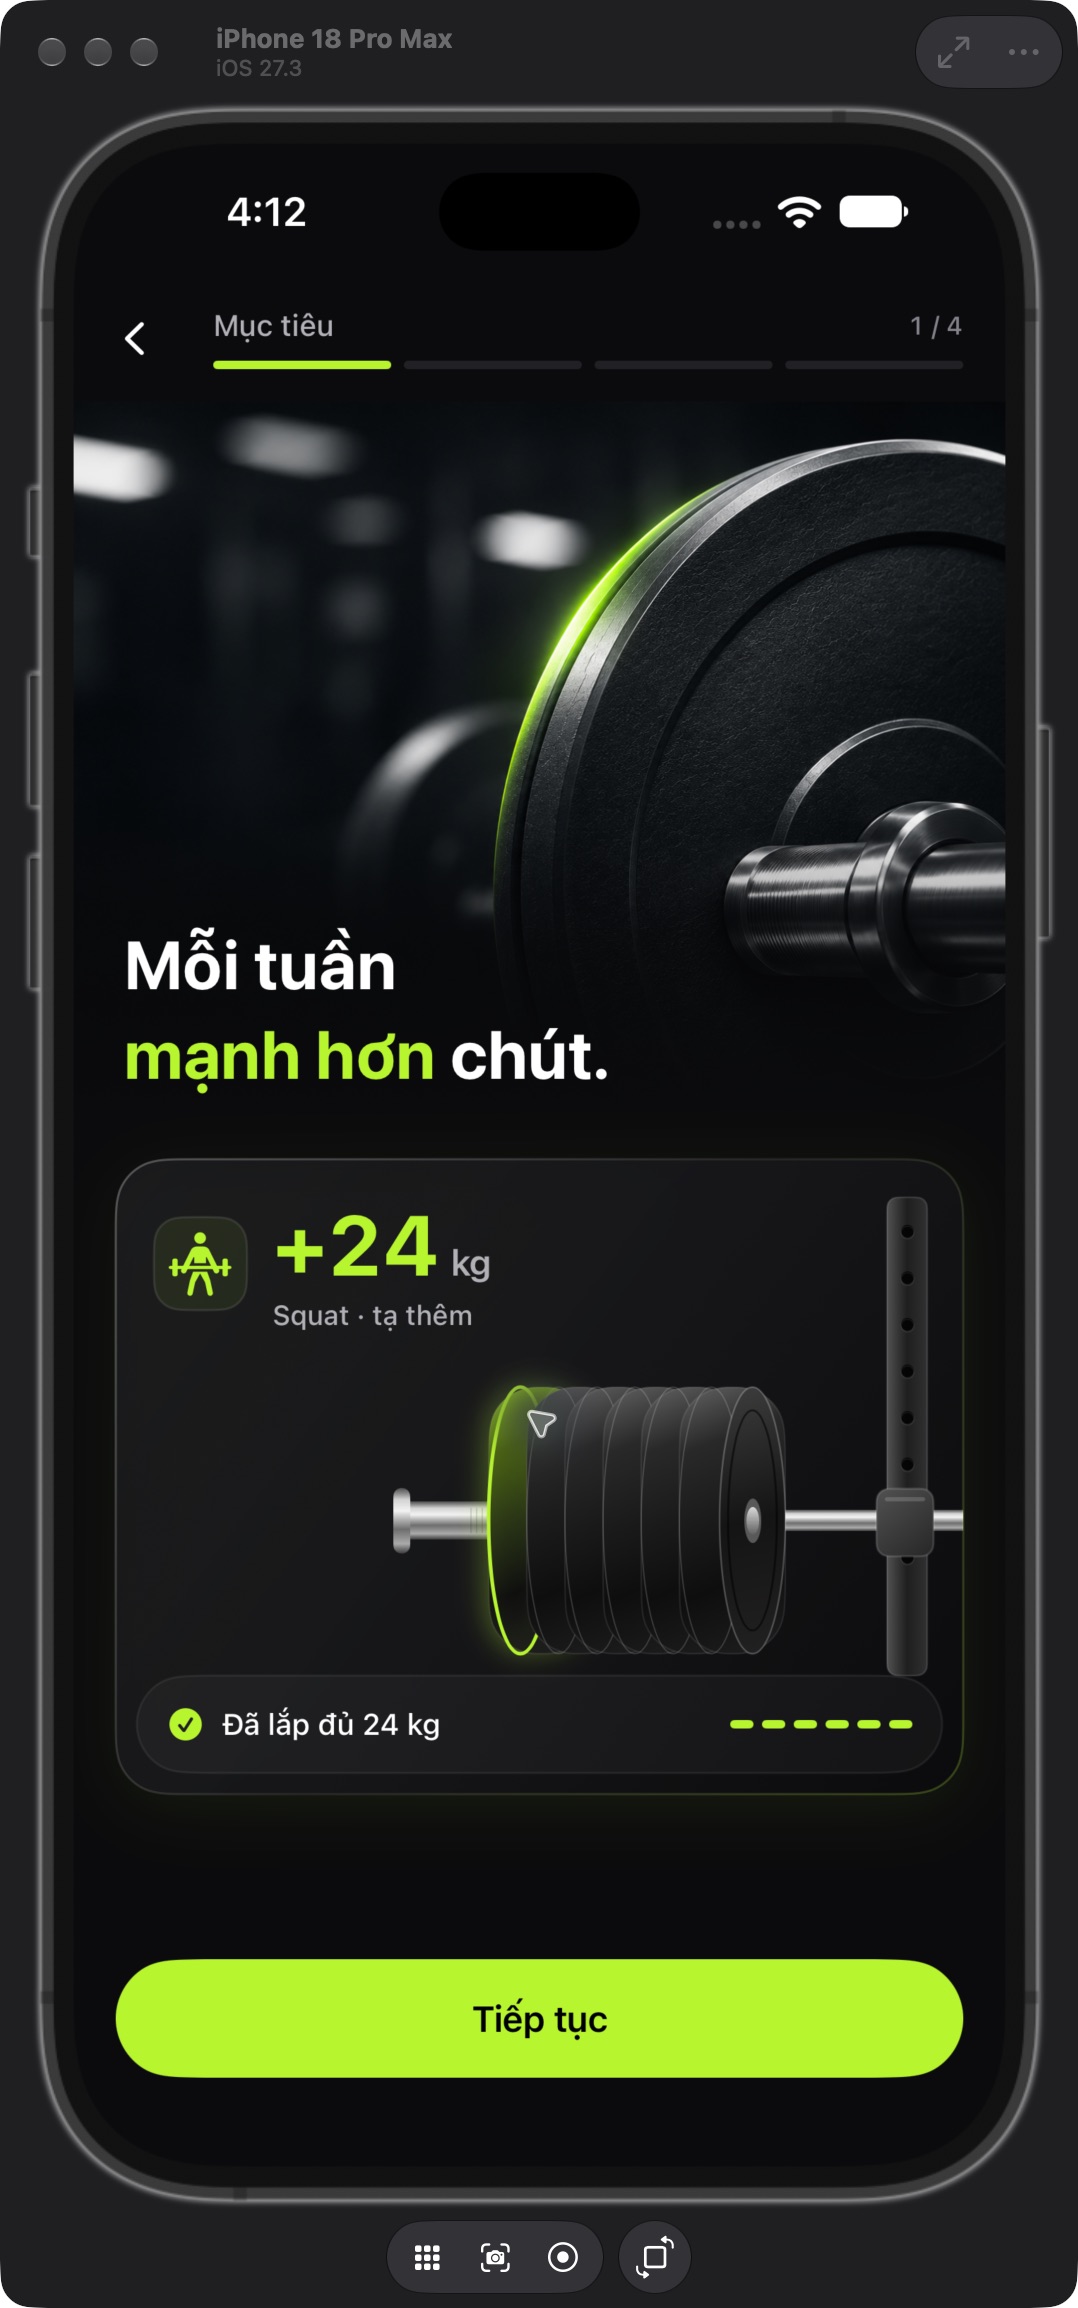 iPhone 18 Pro Max
iOS 27.3
4:12
Mục tiêu
1 / 4
Mỗi tuần
mạnh hơn chút.
+24 kg
Squat · tạ thêm
Đã lắp đủ 24 kg
Tiếp tục